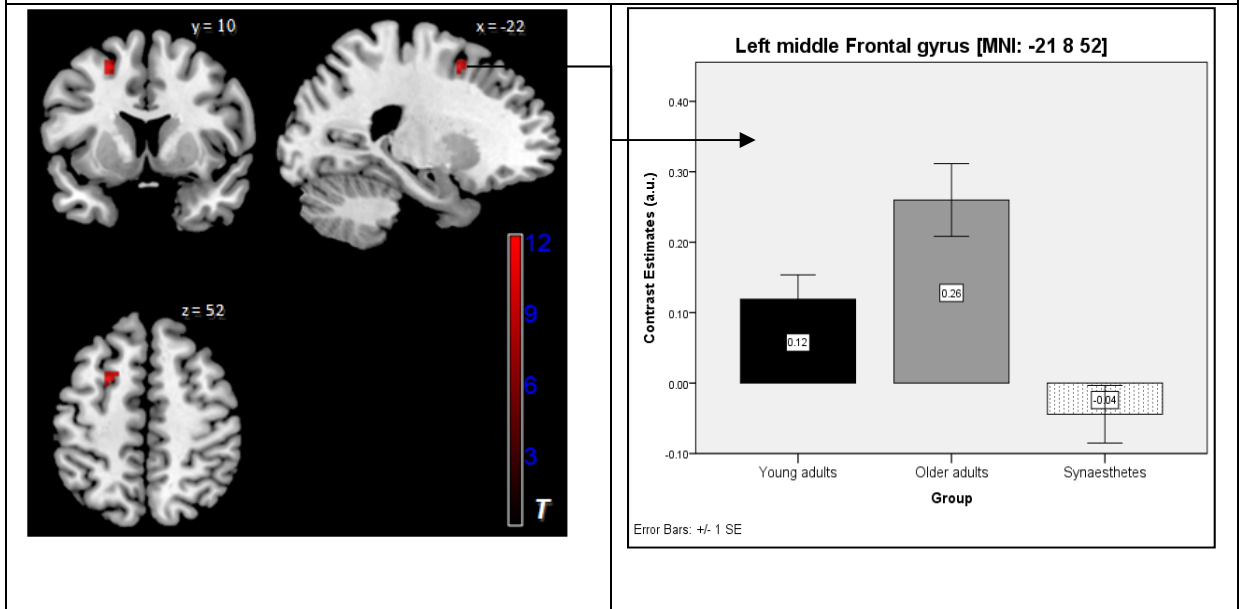 y = 10
x = -22
z = 52
12
9
6
3
T
Left middle Frontal gyrus [MNI: -21 8 52]
Contrast Estimates (a.u.)
0.40
0.30
0.20
0.10
0.00
-0.10
0.12
0.26
-0.04
Young adults
Older adults
Synaesthetes
Group
Error Bars: +/- 1 SE